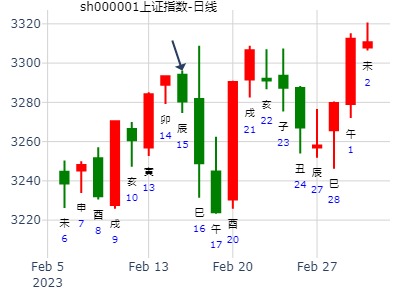 sh000001上证指数-日线
3320
3300
3280
3260
3240
3220
未
6
申
7
酉
8
戌
9
亥
10
寅
13
卯
14
辰
15
巳
16
午
17
酉
20
戌
21
亥
22
子
23
丑
24
辰
27
巳
28
午
1
未
2
Feb 5
2023
Feb 13
Feb 20
Feb 27